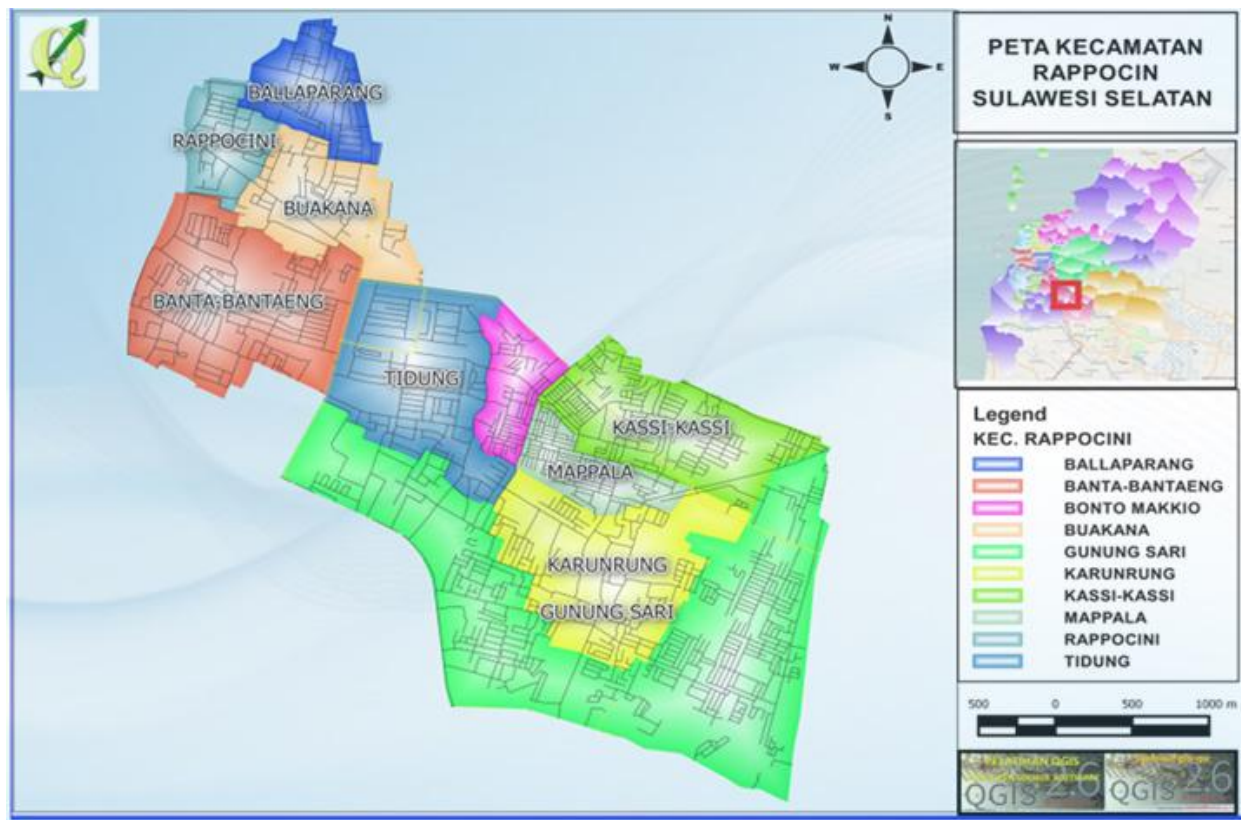 PETA KECAMATAN
RAPPOCIN
SULAWESI SELATAN
N
W
E
S
BALLAPARANG
RAPPOCINI
BUAKANA
BANTA-BANTAENG
TIDUNG
KASSI-KASSI
MAPPALA
KARUNRUNG
GUNUNG SARI
Legend
KEC. RAPPOCINI
BALLAPARANG
BANTA-BANTAENG
BONTO MAKKIO
BUAKANA
GUNUNG SARI
KARUNRUNG
KASSI-KASSI
MAPPALA
RAPPOCINI
TIDUNG
500 0 500 1000 m
PELATIHAN QGIS
QGIS 2.6
QGIS 2.6